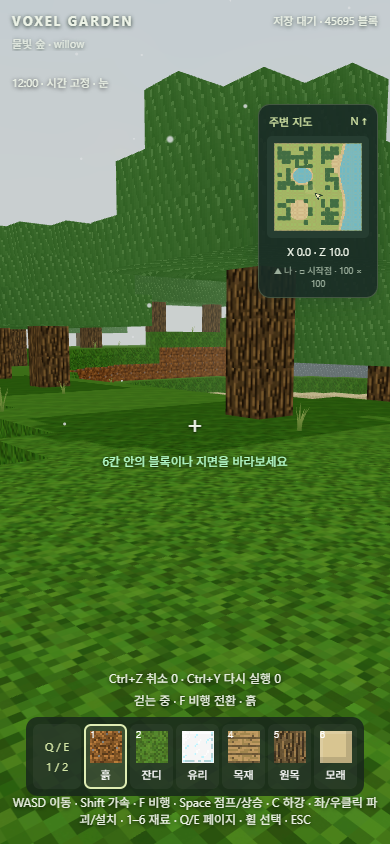 VOXEL GARDEN
저장 대기 · 45695 블록
물빛 숲 · willow
12:00 · 시간 고정 · 눈
주변 지도
N ↑
X 0.0 · Z 10.0
▲ 나 · □ 시작점 · 100 ×
100
+
6칸 안의 블록이나 지면을 바라보세요
Ctrl+Z 취소 0 · Ctrl+Y 다시 실행 0
걷는 중 · F 비행 전환 · 흙
Q / E
1 / 2
1
흙
2
잔디
유리
4
목재
5
원목
6
모래
WASD 이동 · Shift 가속 · F 비행 · Space 점프/상승 · C 하강 · 좌/우클릭 파
괴/설치 · 1–6 재료 · Q/E 페이지 · 휠 선택 · ESC